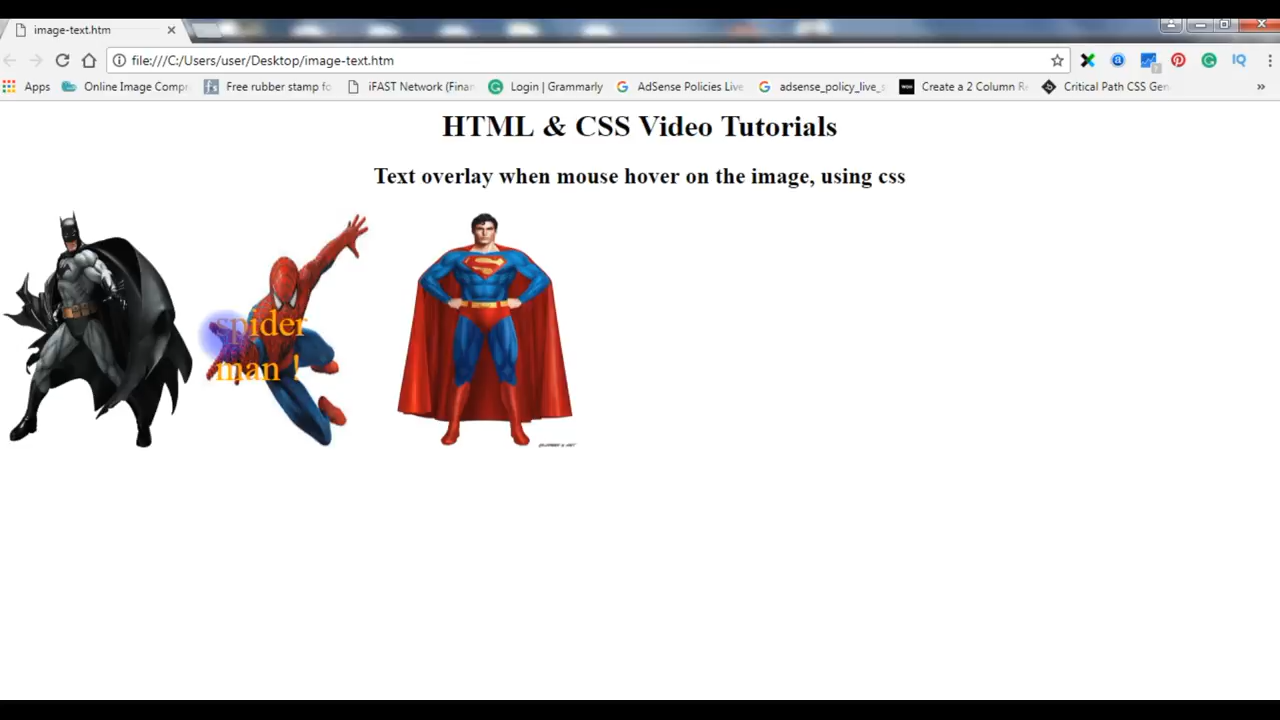 image-text.htm
file:///C:/Users/user/Desktop/image-text.htm
Apps Online Image Compr Free rubber stamp fo iFAST Network (Finan Login | Grammarly AdSense Policies Live adsense_policy_live_s Create a 2 Column R Critical Path CSS Gen
HTML & CSS Video Tutorials
Text overlay when mouse hover on the image, using css
spider
man !